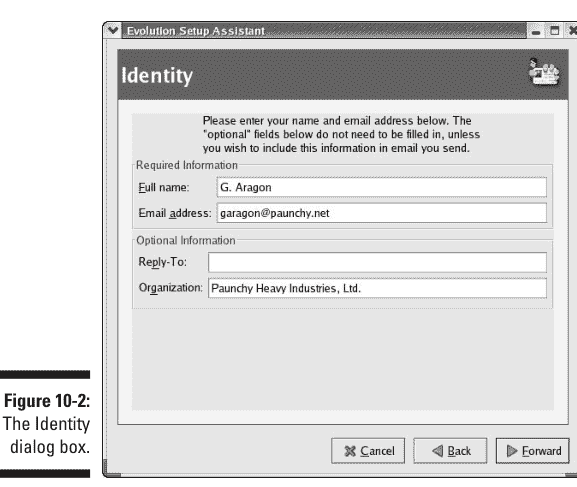 Evolution Setup Assistant
Identity
Please enter your name and email address below. The
"optional" fields below do not need to be filled in, unless
you wish to include this information in email you send.
Required Information
Full name: G. Aragon
Email address: garagon@paunchy.net
Optional Information
Reply-To:
Organization: Paunchy Heavy Industries, Ltd.
Cancel Back Forward
Figure 10-2:
The Identity
dialog box.